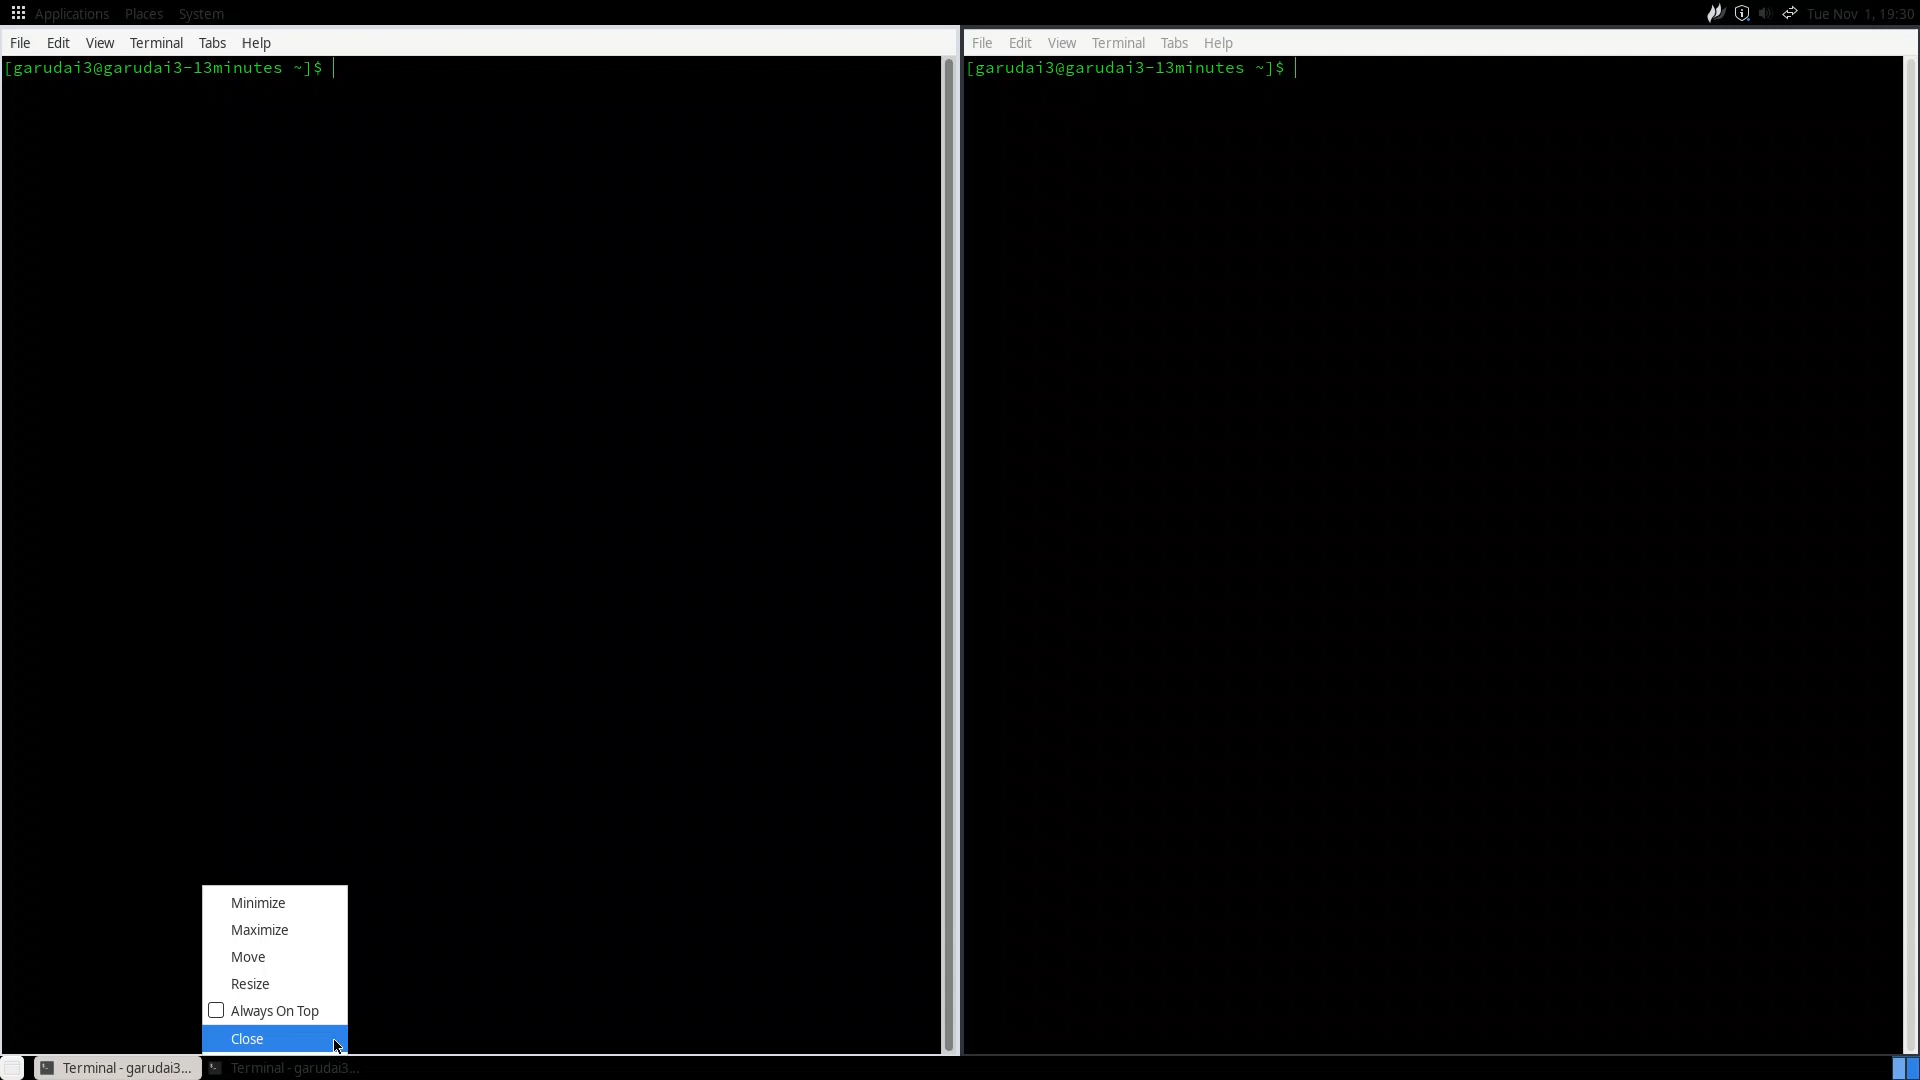 Applications Places System Tue Nov 1, 19:30
File Edit View Terminal Tabs Help
[garudai3@garudai3-13minutes ~]$
File Edit View Terminal Tabs Help
[garudai3@garudai3-13minutes ~]$
Minimize
Maximize
Move
Resize
Always On Top
Close
Terminal - garudai3... Terminal - garudai3...